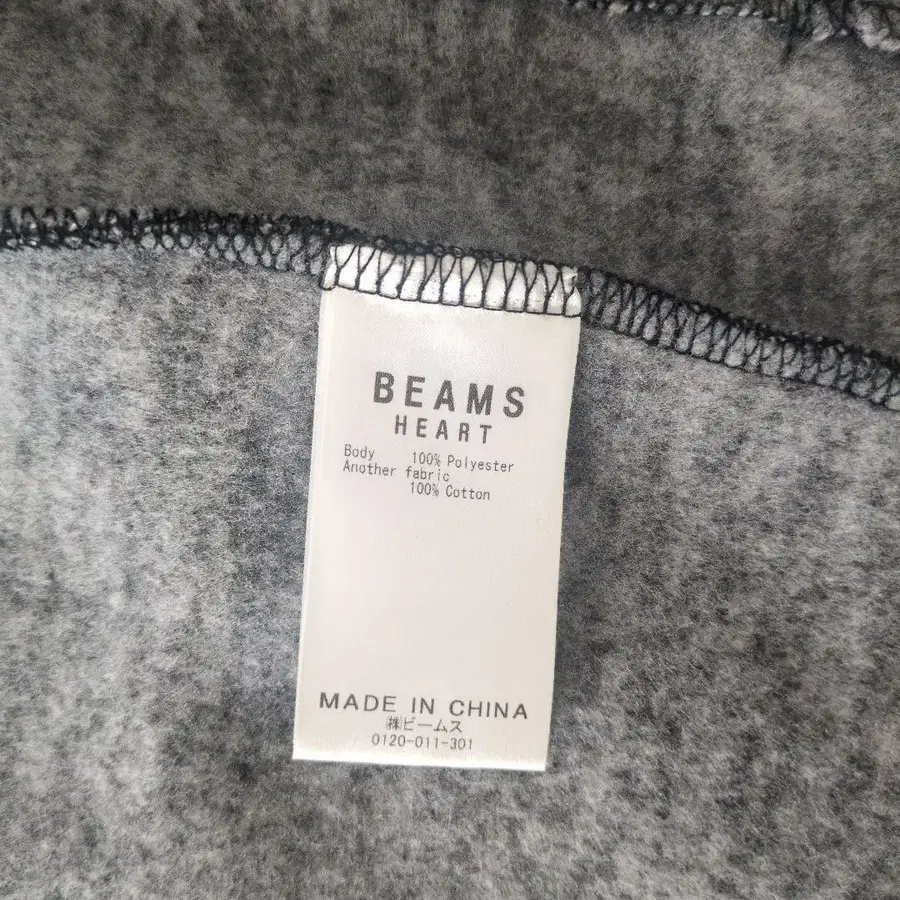 BEAMS
HEART
Body 100% Polyester
Another fabric
100% Cotton
MADE IN CHINA
㈱ビームス
0120-011-301